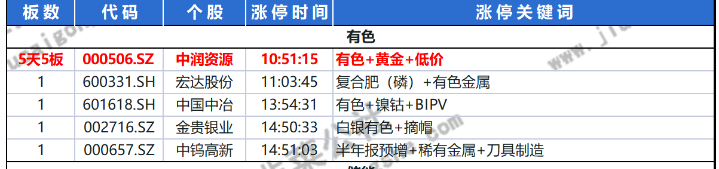 板数 代码 个股 涨停时间 涨停关键词
有色
5天5板 000506.SZ 中润资源 10:51:15 有色+黄金+低价
1 600331.SH 宏达股份 11:03:45 复合肥（磷）+有色金属
1 601618.SH 中国中冶 13:54:31 有色+镍钴+BIPV
1 002716.SZ 金贵银业 14:50:33 白银有色+摘帽
1 000657.SZ 中钨高新 14:51:03 半年报预增+稀有金属+刀具制造